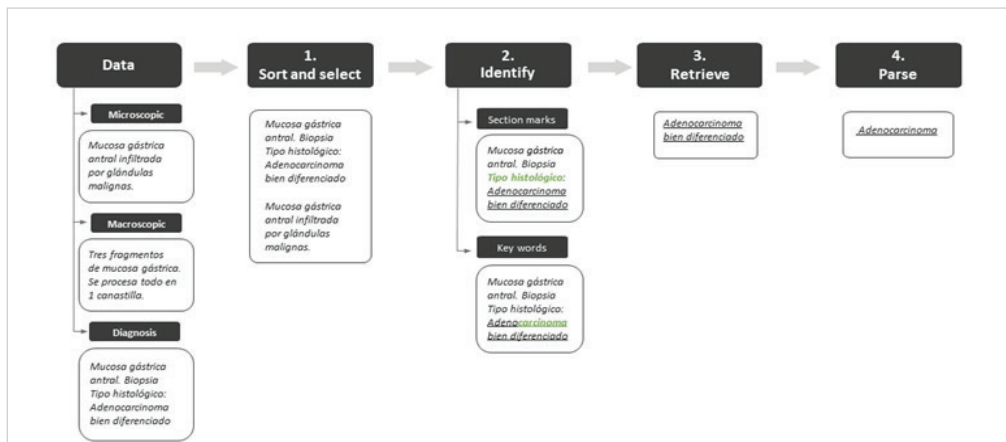 Data
Microscopic
Mucosa gástrica
antral infiltrada
por glándulas
malignas.
Macroscopic
Tres fragmentos
de mucosa gástrica.
Se procesa todo en
1 canastilla.
Diagnosis
Mucosa gástrica
antral. Biopsia
Tipo histológico:
Adenocarcinoma
bien diferenciado
1.
Sort and select
Mucosa gástrica
antral. Biopsia
Tipo histológico:
Adenocarcinoma
bien diferenciado
Mucosa gástrica
antral infiltrada
por glándulas
malignas.
2.
Identify
Section marks
Mucosa gástrica
antral. Biopsia
Tipo histológico:
Adenocarcinoma
bien diferenciado
Key words
Mucosa gástrica
antral. Biopsia
Tipo histológico:
Adenocarcinoma
bien diferenciado
3.
Retrieve
Adenocarcinoma
bien diferenciado
4.
Parse
Adenocarcinoma